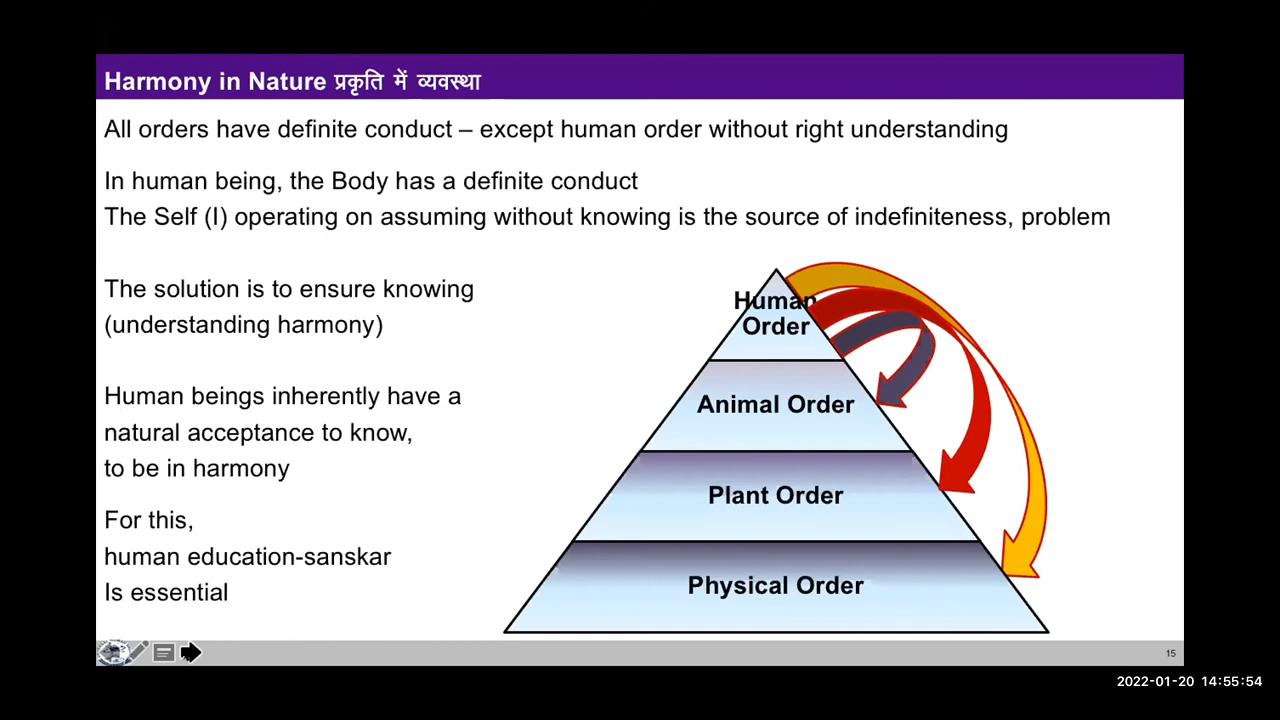 Harmony in Nature प्रकृति में व्यवस्था
All orders have definite conduct – except human order without right understanding
In human being, the Body has a definite conduct
The Self (I) operating on assuming without knowing is the source of indefiniteness, problem
The solution is to ensure knowing
(understanding harmony)
Human beings inherently have a
natural acceptance to know,
to be in harmony
For this,
human education-sanskar
Is essential
Human
Order
Animal Order
Plant Order
Physical Order
15
2022-01-20 14:55:54